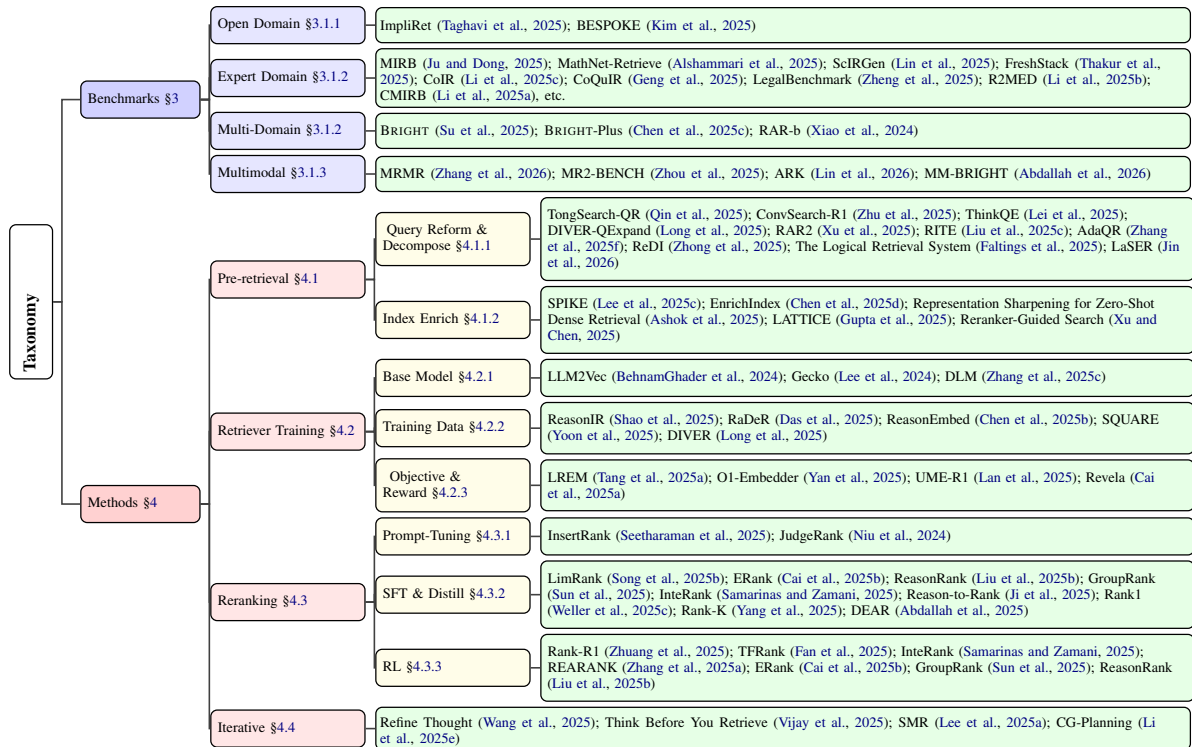 Taxonomy
Benchmarks §3
Open Domain §3.1.1
ImpliRet (Taghavi et al., 2025); BESPOKE (Kim et al., 2025)
Expert Domain §3.1.2
MIRB (Ju and Dong, 2025); MathNet-Retrieve (Alshammari et al., 2025); ScIRGen (Lin et al., 2025); FreshStack (Thakur et al.,
2025); CoIR (Li et al., 2025c); CoQuIR (Geng et al., 2025); LegalBenchmark (Zheng et al., 2025); R2MED (Li et al., 2025b);
CMIRB (Li et al., 2025a), etc.
Multi-Domain §3.1.2
BRIGHT (Su et al., 2025); BRIGHT-Plus (Chen et al., 2025c); RAR-b (Xiao et al., 2024)
Multimodal §3.1.3
MRMR (Zhang et al., 2026); MR2-BENCH (Zhou et al., 2025); ARK (Lin et al., 2026); MM-BRIGHT (Abdallah et al., 2026)
Methods §4
Pre-retrieval §4.1
Query Reform &
Decompose §4.1.1
TongSearch-QR (Qin et al., 2025); ConvSearch-R1 (Zhu et al., 2025); ThinkQE (Lei et al., 2025);
DIVER-QExpand (Long et al., 2025); RAR2 (Xu et al., 2025); RITE (Liu et al., 2025c); AdaQR (Zhang
et al., 2025f); ReDI (Zhong et al., 2025); The Logical Retrieval System (Faltings et al., 2025); LaSER (Jin
et al., 2026)
Index Enrich §4.1.2
SPIKE (Lee et al., 2025c); EnrichIndex (Chen et al., 2025d); Representation Sharpening for Zero-Shot
Dense Retrieval (Ashok et al., 2025); LATTICE (Gupta et al., 2025); Reranker-Guided Search (Xu and
Chen, 2025)
Retriever Training §4.2
Base Model §4.2.1
LLM2Vec (BehnamGhader et al., 2024); Gecko (Lee et al., 2024); DLM (Zhang et al., 2025c)
Training Data §4.2.2
ReasonIR (Shao et al., 2025); RaDeR (Das et al., 2025); ReasonEmbed (Chen et al., 2025b); SQUARE
(Yoon et al., 2025); DIVER (Long et al., 2025)
Objective &
Reward §4.2.3
LREM (Tang et al., 2025a); O1-Embedder (Yan et al., 2025); UME-R1 (Lan et al., 2025); Revela (Cai
et al., 2025a)
Reranking §4.3
Prompt-Tuning §4.3.1
InsertRank (Seetharaman et al., 2025); JudgeRank (Niu et al., 2024)
SFT & Distill §4.3.2
LimRank (Song et al., 2025b); ERank (Cai et al., 2025b); ReasonRank (Liu et al., 2025b); GroupRank
(Sun et al., 2025); InteRank (Samarinas and Zamani, 2025); Reason-to-Rank (Ji et al., 2025); Rank1
(Weller et al., 2025c); Rank-K (Yang et al., 2025); DEAR (Abdallah et al., 2025)
RL §4.3.3
Rank-R1 (Zhuang et al., 2025); TFRank (Fan et al., 2025); InteRank (Samarinas and Zamani, 2025);
REARANK (Zhang et al., 2025a); ERank (Cai et al., 2025b); GroupRank (Sun et al., 2025); ReasonRank
(Liu et al., 2025b)
Iterative §4.4
Refine Thought (Wang et al., 2025); Think Before You Retrieve (Vijay et al., 2025); SMR (Lee et al., 2025a); CG-Planning (Li
et al., 2025e)